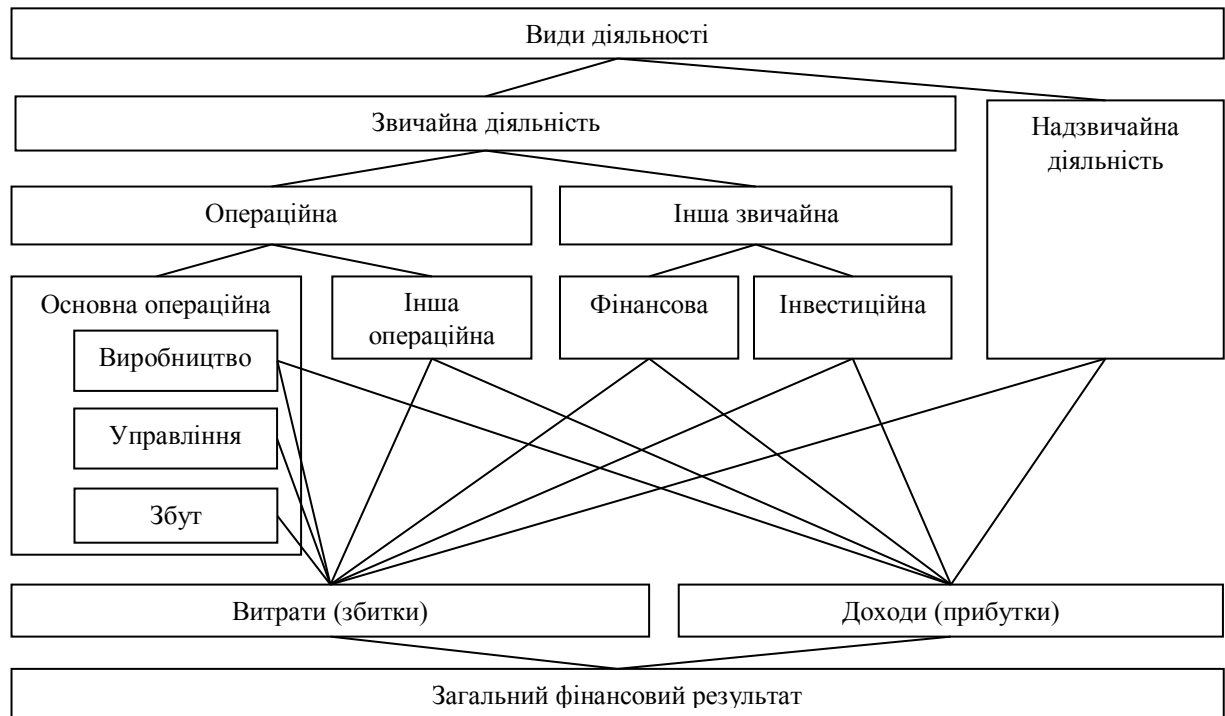 Види діяльності
Звичайна діяльність
Надзвичайна
діяльність
Операційна
Інша звичайна
Основна операційна
Інша
операційна
Фінансова
Інвестиційна
Виробництво
Управління
Збут
Витрати (збитки)
Доходи (прибутки)
Загальний фінансовий результат